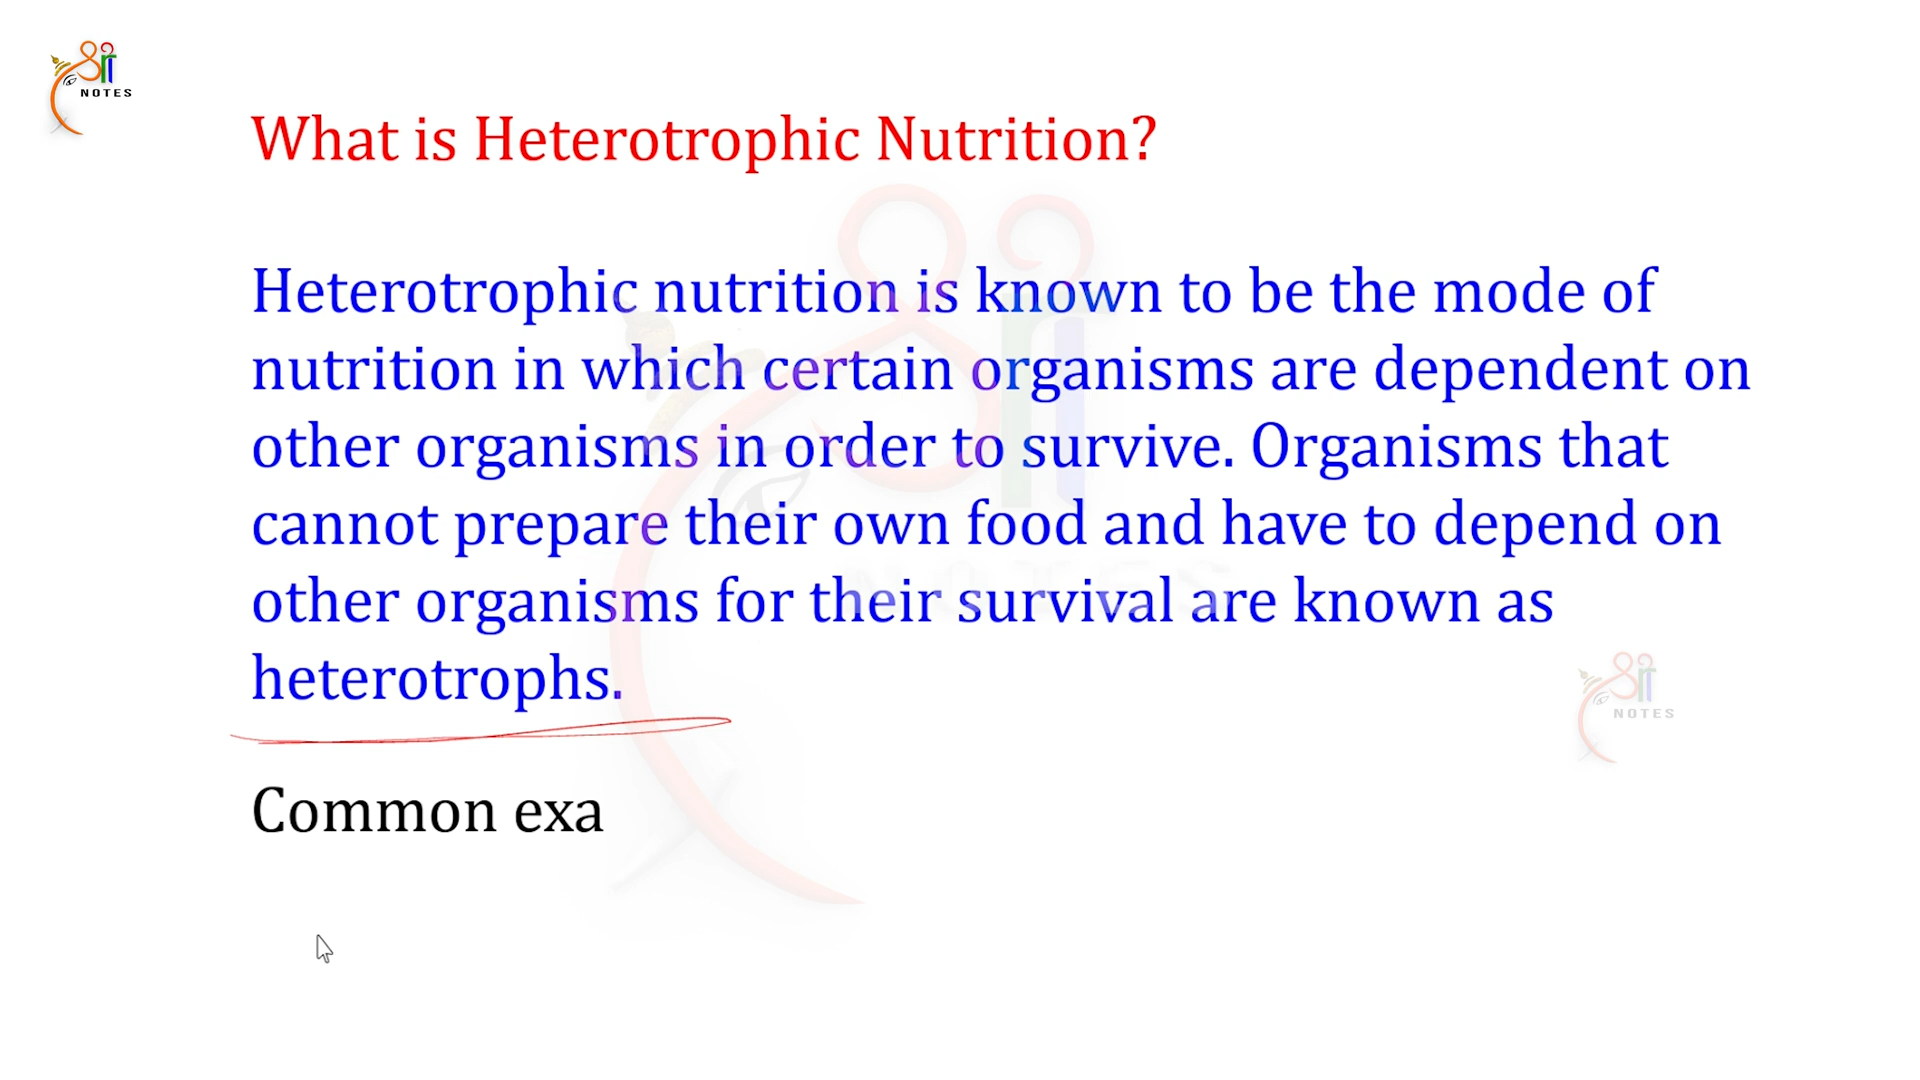 श्री
NOTES
What is Heterotrophic Nutrition?
Heterotrophic nutrition is known to be the mode of
nutrition in which certain organisms are dependent on
other organisms in order to survive. Organisms that
cannot prepare their own food and have to depend on
other organisms for their survival are known as
heterotrophs.
श्री
NOTES
Common exa